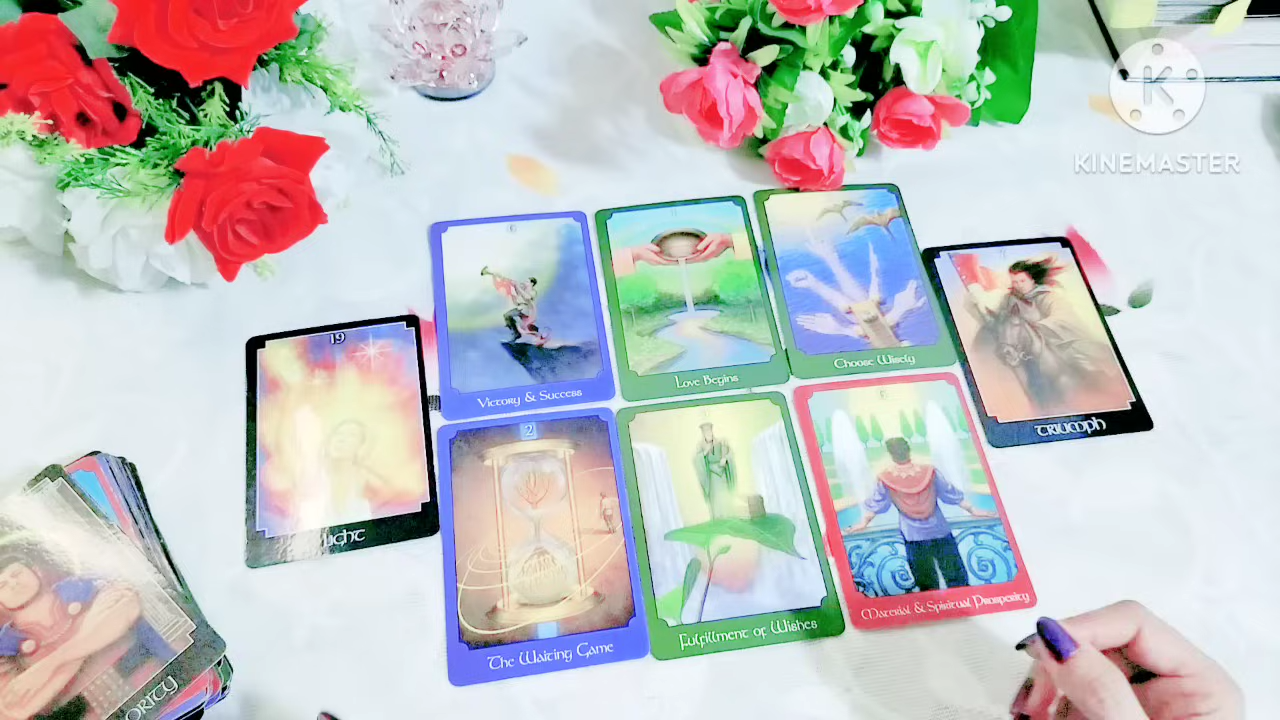 K
KINEMASTER
6
Victory & Success
Love Begins
Choose Wisely
TRIUMPH
19
LIGHT
2
The Waiting Game
Fulfillment of Wishes
Material & Spiritual Prosperity
ORITY